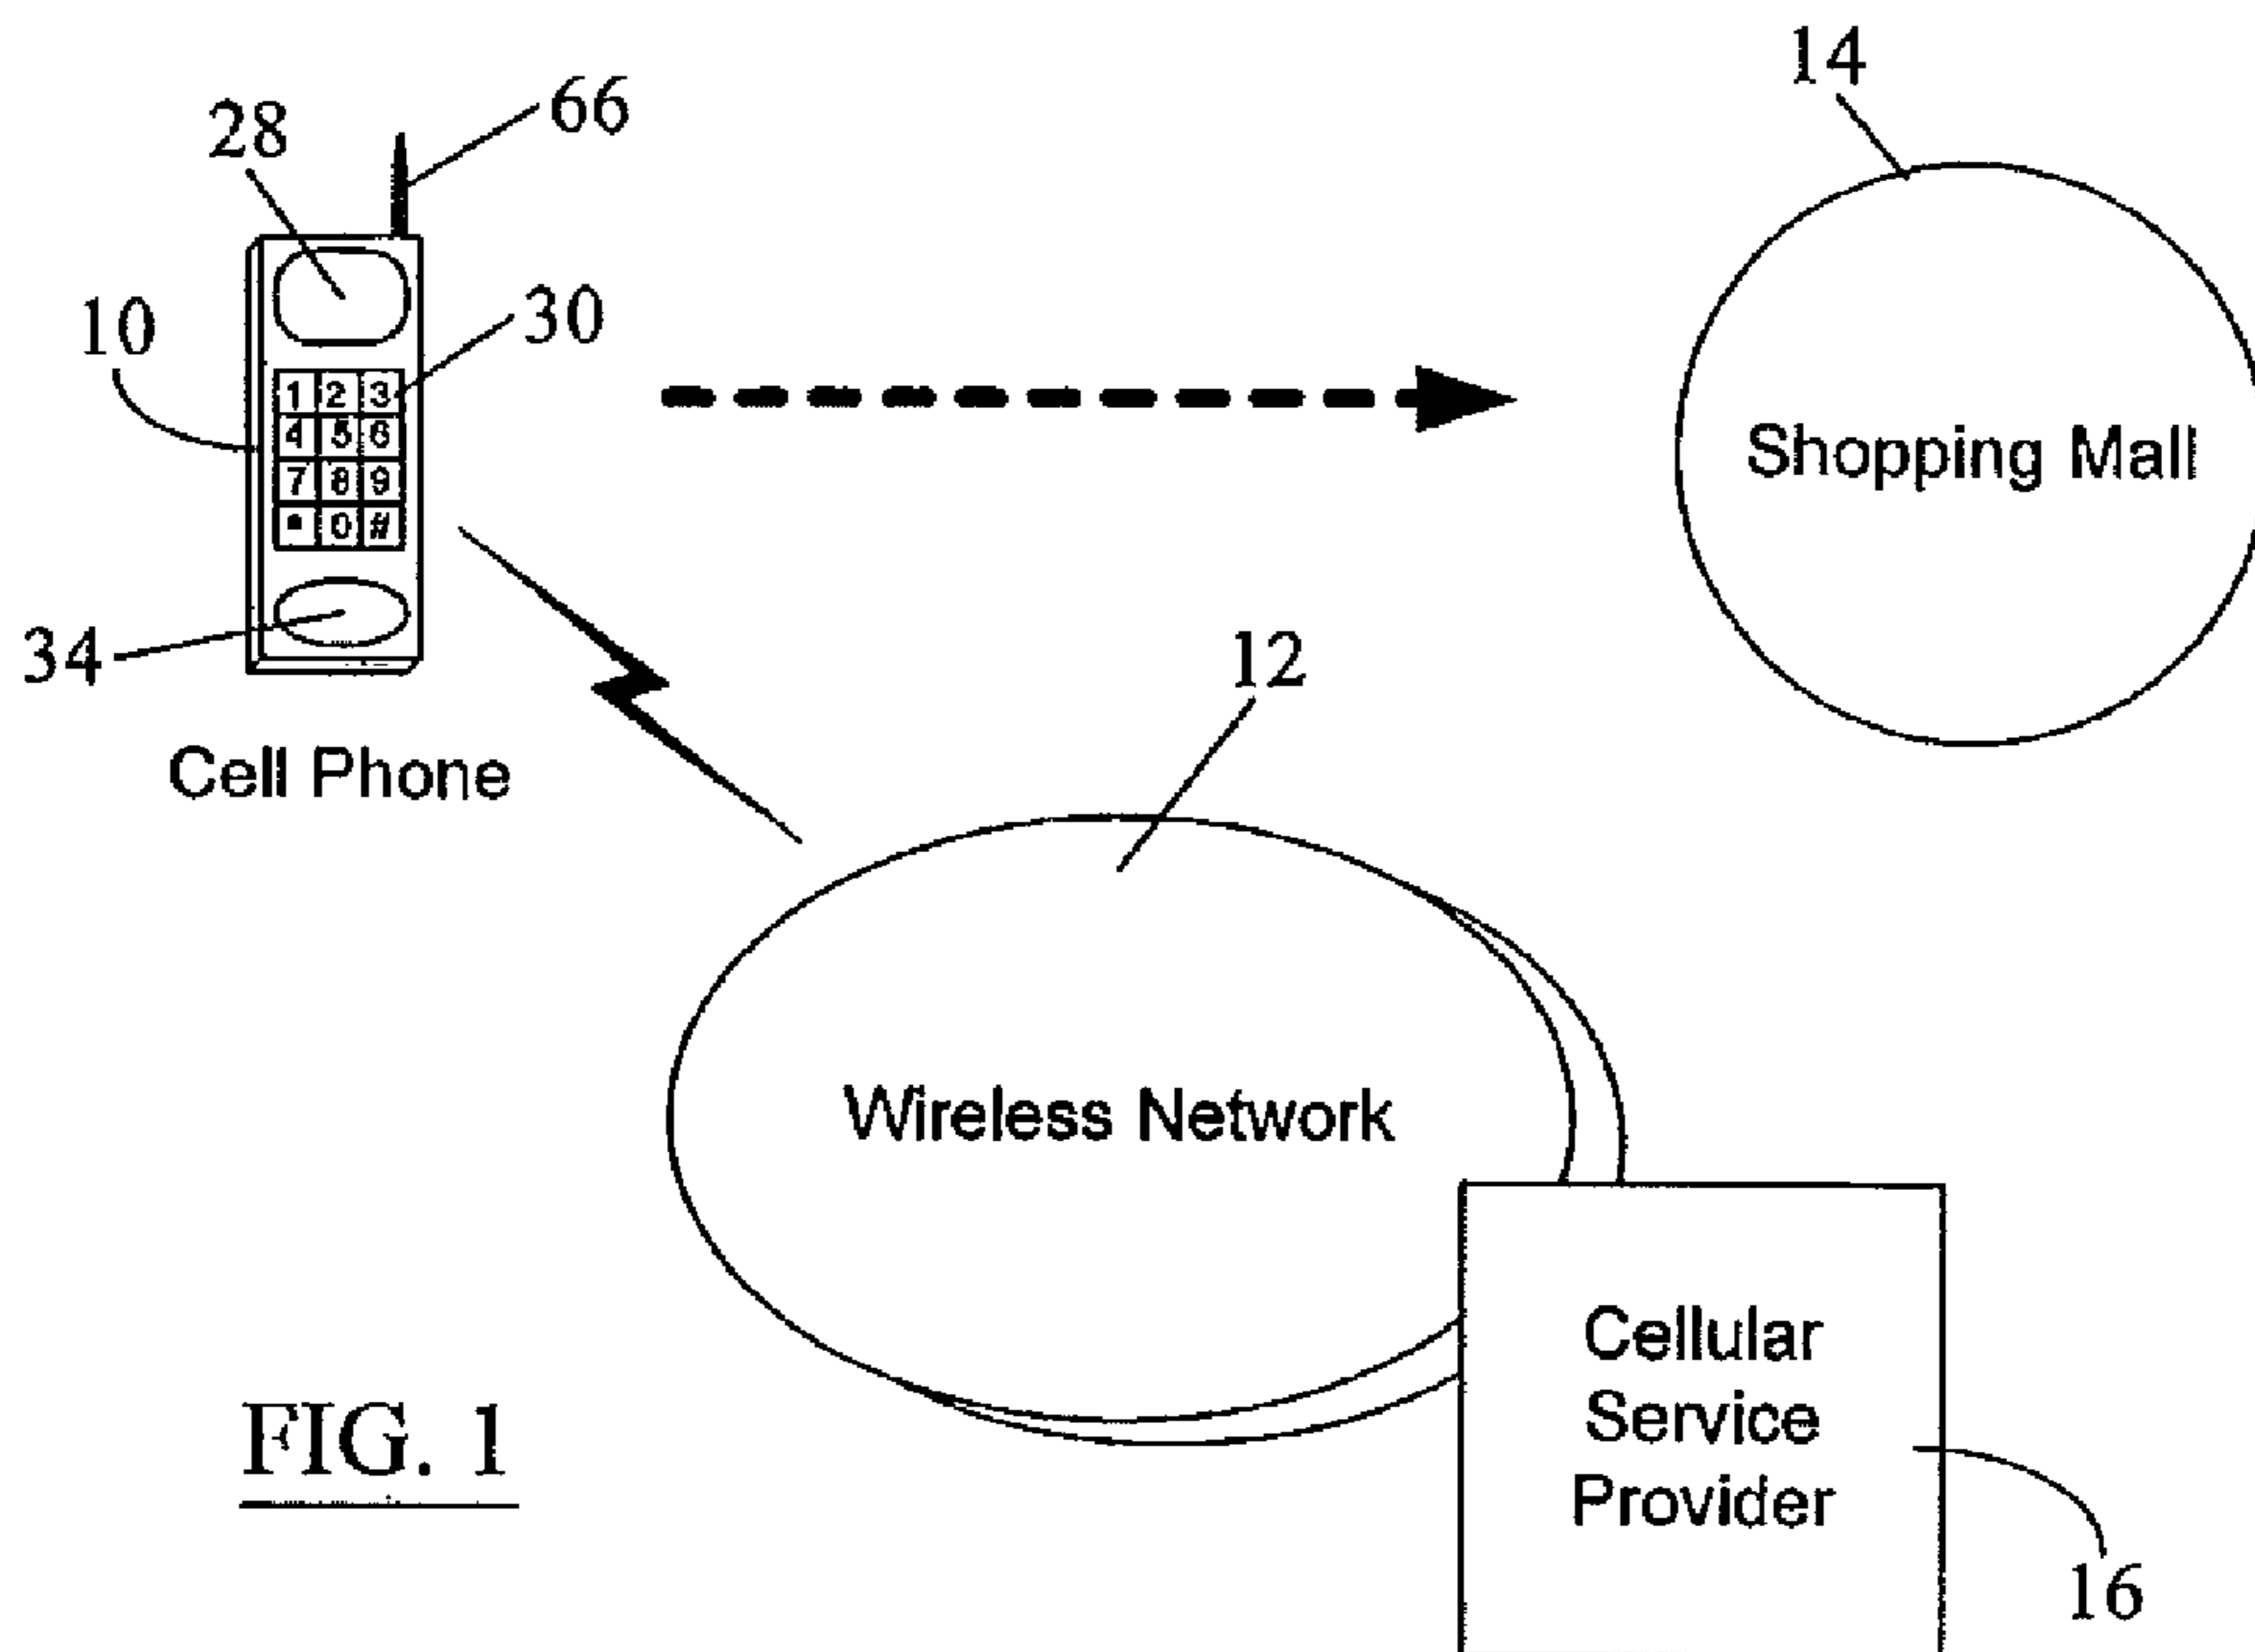 14
66
28
10
30
1 2 3
4 5 6
7 8 9
* 0 #
34
Cell Phone
Shopping Mall
12
Wireless Network
Cellular
Service
Provider
16
FIG. 1